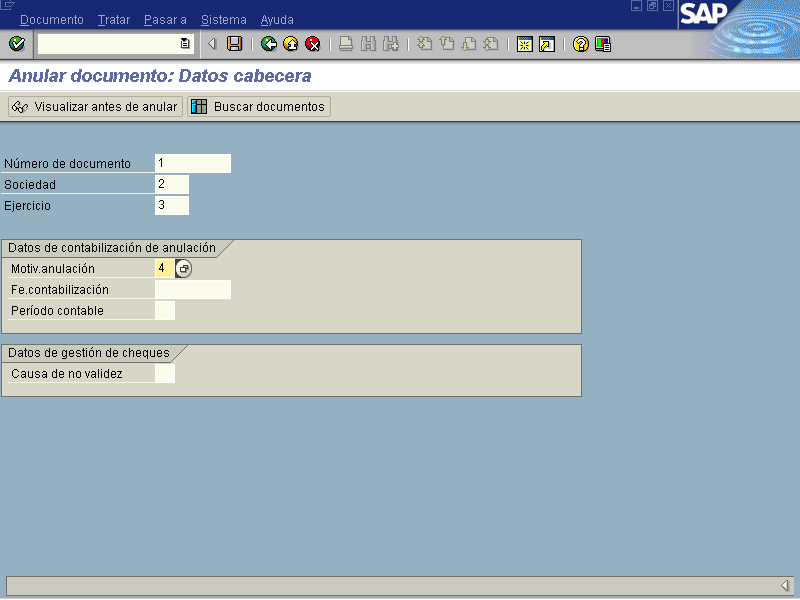 Documento Tratar Pasar a Sistema Ayuda
SAP
Anular documento: Datos cabecera
Visualizar antes de anular Buscar documentos
Número de documento 1
Sociedad 2
Ejercicio 3
Datos de contabilización de anulación
Motiv.anulación 4
Fe.contabilización
Período contable
Datos de gestión de cheques
Causa de no validez